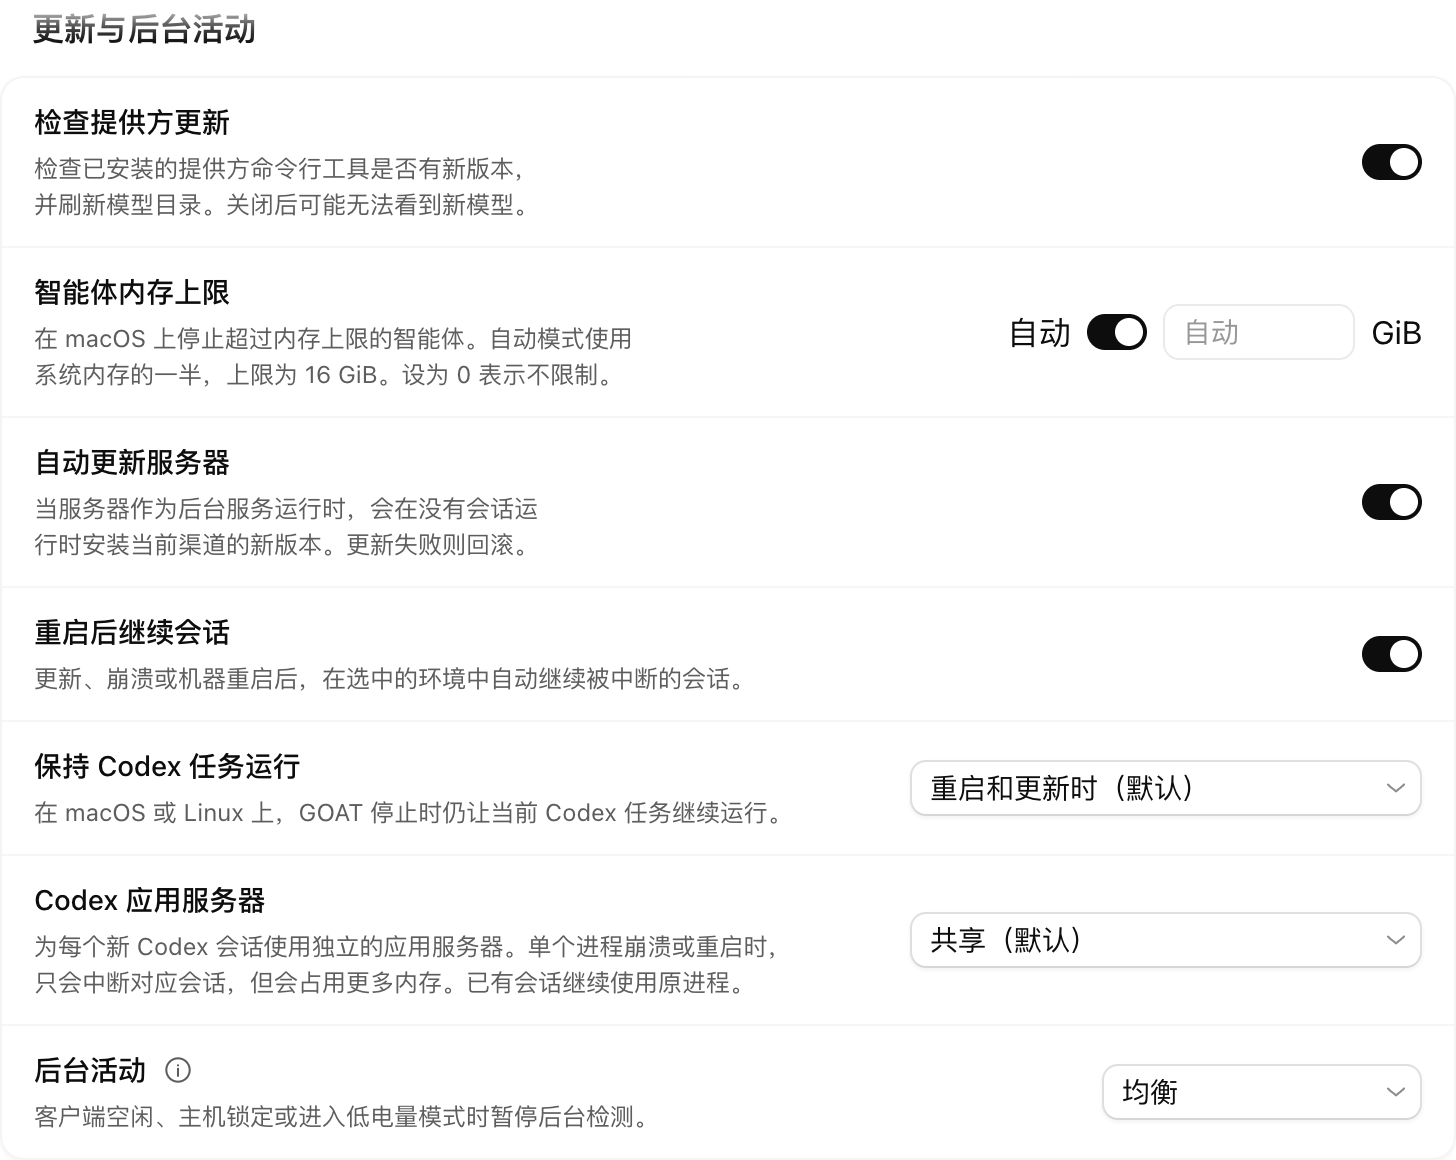 更新与后台活动
检查提供方更新
检查已安装的提供方命令行工具是否有新版本，
并刷新模型目录。关闭后可能无法看到新模型。
智能体内存上限
在 macOS 上停止超过内存上限的智能体。自动模式使用
系统内存的一半，上限为 16 GiB。设为 0 表示不限制。
自动 自动 GiB
自动更新服务器
当服务器作为后台服务运行时，会在没有会话运
行时安装当前渠道的新版本。更新失败则回滚。
重启后继续会话
更新、崩溃或机器重启后，在选中的环境中自动继续被中断的会话。
保持 Codex 任务运行
在 macOS 或 Linux 上，GOAT 停止时仍让当前 Codex 任务继续运行。
重启和更新时（默认）
Codex 应用服务器
为每个新 Codex 会话使用独立的应用服务器。单个进程崩溃或重启时，
只会中断对应会话，但会占用更多内存。已有会话继续使用原进程。
共享（默认）
后台活动
客户端空闲、主机锁定或进入低电量模式时暂停后台检测。
均衡